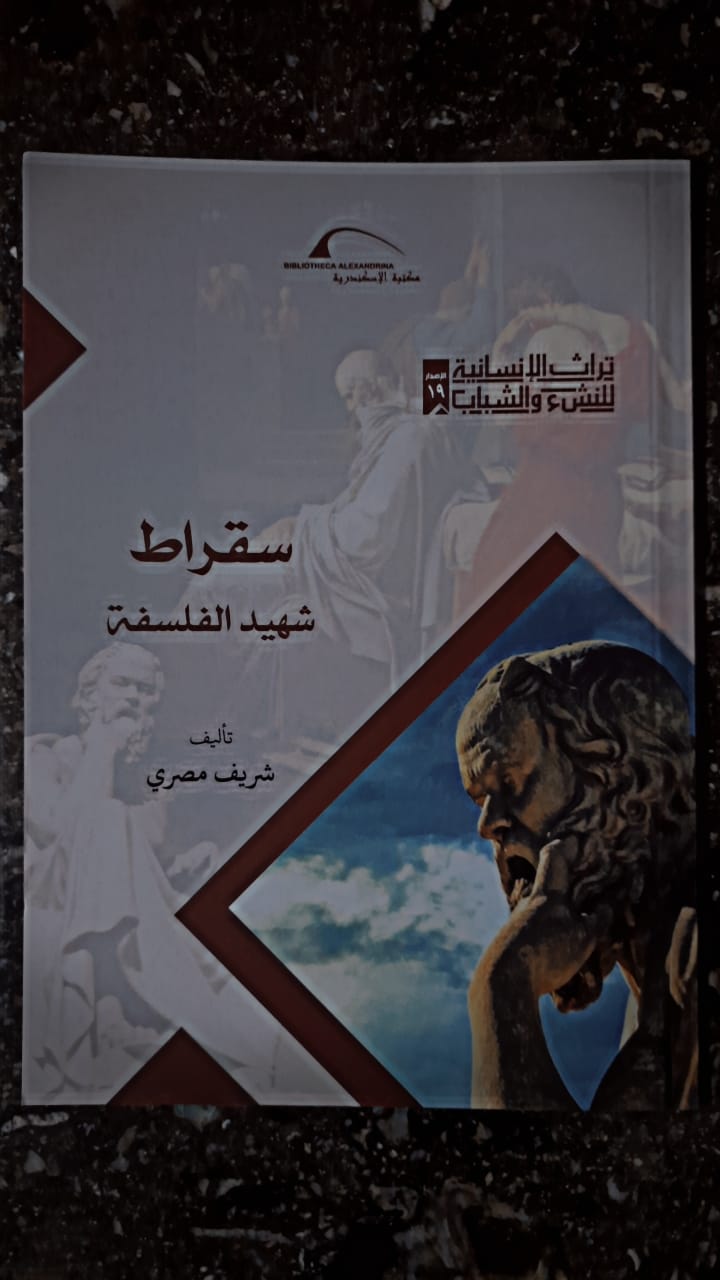 BIBLIOTHECA ALEXANDRINA
مكتبة الإسكندرية
تراث الإنسانية
للنشء والشباب
الإصدار
١٩
سقراط
شهيد الفلسفة
تأليف
شريف مصري